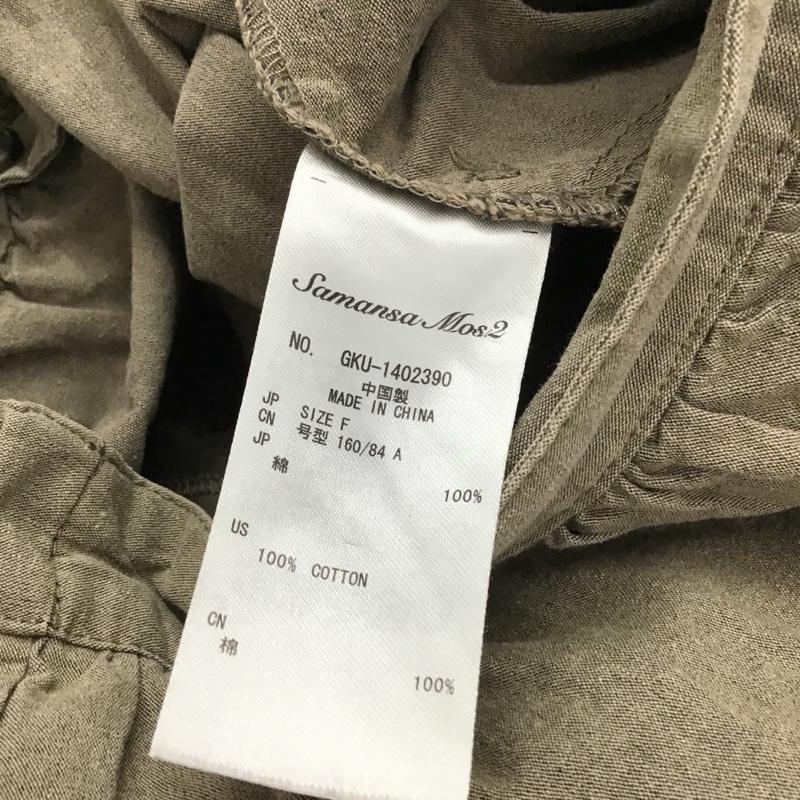 Samansa Mos2
NO. GKU-1402390
中国製
MADE IN CHINA
JP SIZE F
CN 号型 160/84 A
JP
綿 100%
US
100% COTTON
CN
棉 100%